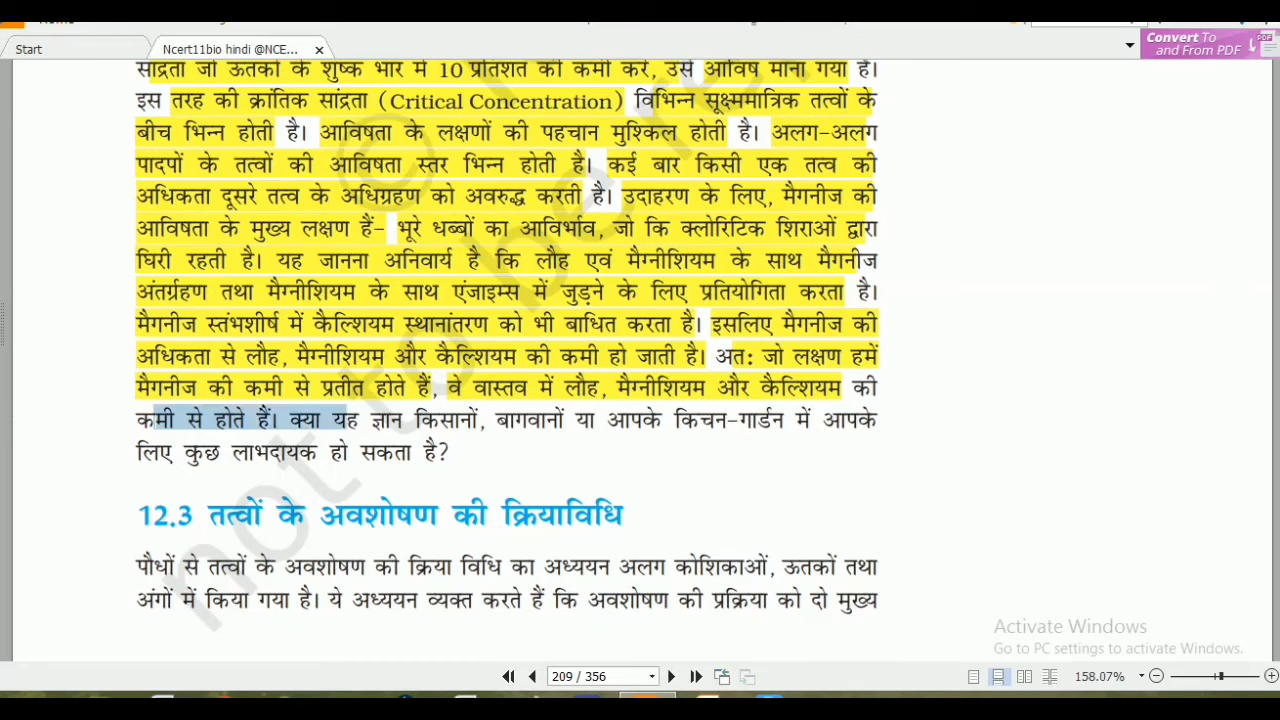 Start
Ncert11bio hindi @NCE... ×
Convert To
and From PDF
PDF
सांद्रता जो ऊतकों के शुष्क भार में 10 प्रतिशत की कमी करे, उसे आविष माना गया है।
इस तरह की क्रांतिक सांद्रता (Critical Concentration) विभिन्न सूक्ष्ममात्रिक तत्वों के
बीच भिन्न होती है। आविषता के लक्षणों की पहचान मुश्किल होती है। अलग-अलग
पादपों के तत्वों की आविषता स्तर भिन्न होती है। कई बार किसी एक तत्व की
अधिकता दूसरे तत्व के अधिग्रहण को अवरुद्ध करती है। उदाहरण के लिए, मैगनीज की
आविषता के मुख्य लक्षण हैं- भूरे धब्बों का आविर्भाव, जो कि क्लोरिटिक शिराओं द्वारा
घिरी रहती है। यह जानना अनिवार्य है कि लौह एवं मैग्नीशियम के साथ मैगनीज
अंतर्ग्रहण तथा मैग्नीशियम के साथ एंजाइम्स में जुड़ने के लिए प्रतियोगिता करता है।
मैगनीज स्तंभशीर्ष में कैल्शियम स्थानांतरण को भी बाधित करता है। इसलिए मैगनीज की
अधिकता से लौह, मैग्नीशियम और कैल्शियम की कमी हो जाती है। अत: जो लक्षण हमें
मैगनीज की कमी से प्रतीत होते हैं, वे वास्तव में लौह, मैग्नीशियम और कैल्शियम की
कमी से होते हैं। क्या यह ज्ञान किसानों, बागवानों या आपके किचन-गार्डन में आपके
लिए कुछ लाभदायक हो सकता है?
12.3 तत्वों के अवशोषण की क्रियाविधि
पौधों से तत्वों के अवशोषण की क्रिया विधि का अध्ययन अलग कोशिकाओं, ऊतकों तथा
अंगों में किया गया है। ये अध्ययन व्यक्त करते हैं कि अवशोषण की प्रक्रिया को दो मुख्य
not to be re
Activate Windows
Go to PC settings to activate Windows.
209 / 356
158.07%